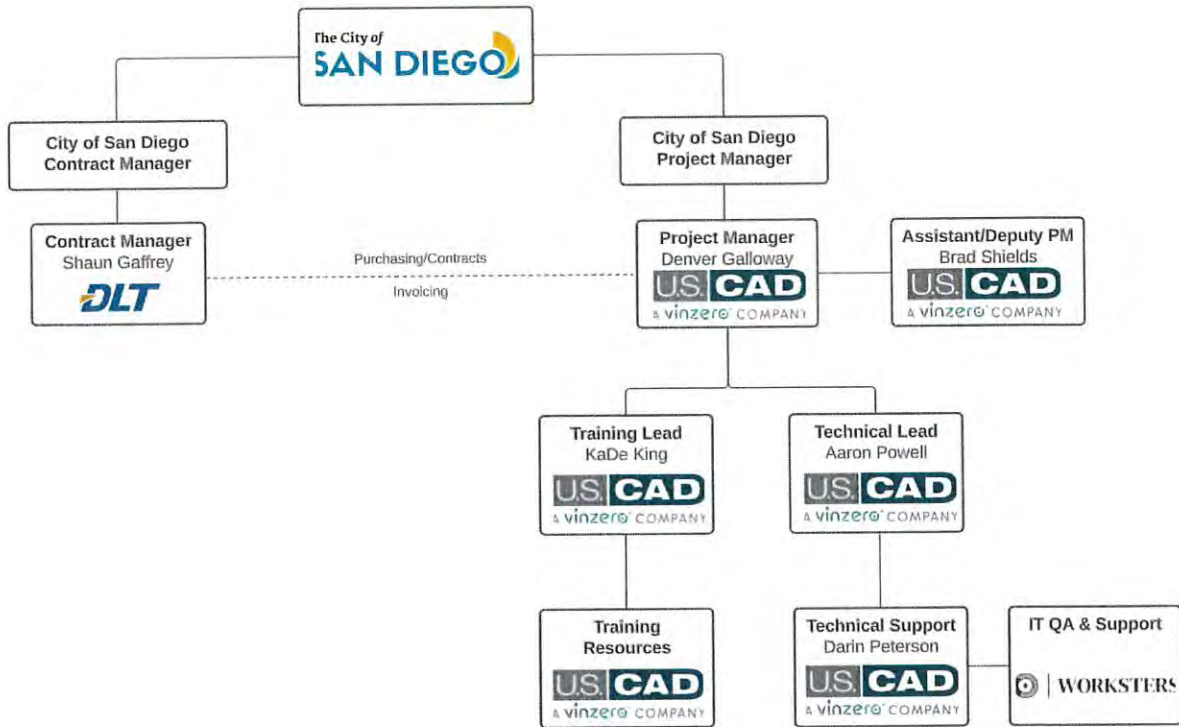 The City of
SAN DIEGO
City of San Diego
Contract Manager
City of San Diego
Project Manager
Contract Manager
Shaun Gaffrey
DLT
Purchasing/Contracts
Invoicing
Project Manager
Denver Galloway
U.S. CAD
A vinzero COMPANY
Assistant/Deputy PM
Brad Shields
U.S. CAD
A vinzero COMPANY
Training Lead
KaDe King
U.S. CAD
A vinzero COMPANY
Technical Lead
Aaron Powell
U.S. CAD
A vinzero COMPANY
Training
Resources
U.S. CAD
A vinzero COMPANY
Technical Support
Darin Peterson
U.S. CAD
A vinzero COMPANY
IT QA & Support
WORKSTERS